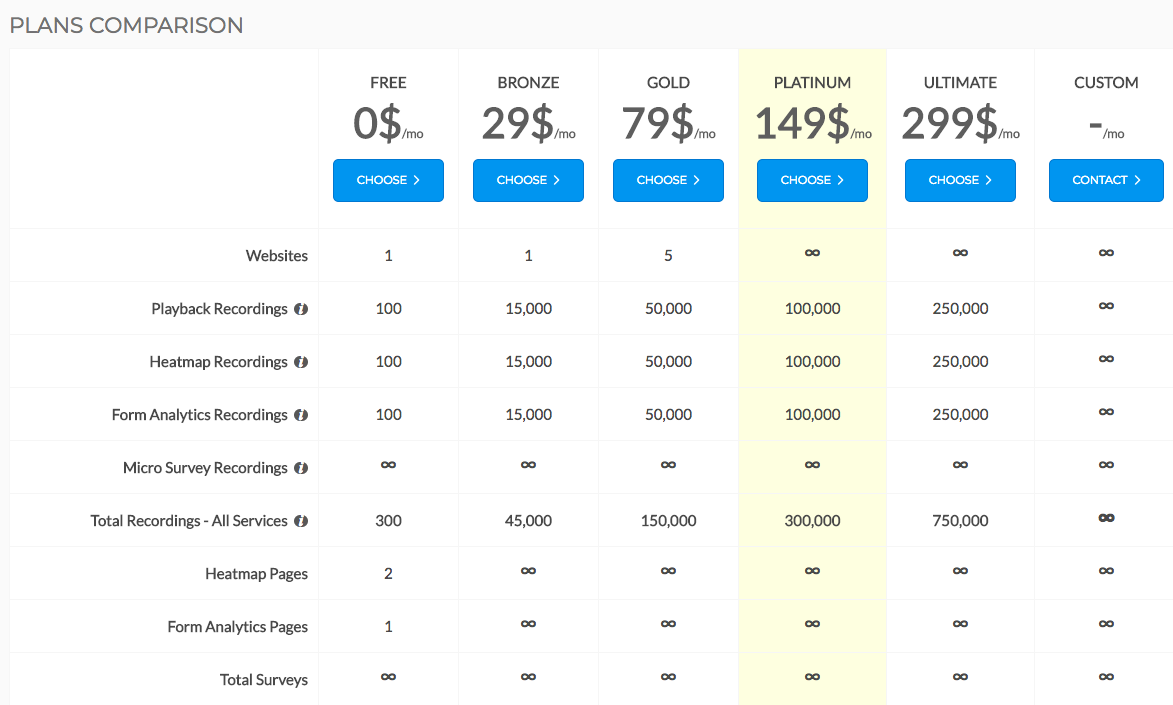 PLANS COMPARISON
FREE BRONZE GOLD PLATINUM ULTIMATE CUSTOM
0$/mo 29$/mo 79$/mo 149$/mo 299$/mo -/mo
CHOOSE > CHOOSE > CHOOSE > CHOOSE > CHOOSE > CONTACT >
Websites 1 1 5 ∞ ∞ ∞
Playback Recordings i 100 15,000 50,000 100,000 250,000 ∞
Heatmap Recordings i 100 15,000 50,000 100,000 250,000 ∞
Form Analytics Recordings i 100 15,000 50,000 100,000 250,000 ∞
Micro Survey Recordings i ∞ ∞ ∞ ∞ ∞ ∞
Total Recordings - All Services i 300 45,000 150,000 300,000 750,000 ∞
Heatmap Pages 2 ∞ ∞ ∞ ∞ ∞
Form Analytics Pages 1 ∞ ∞ ∞ ∞ ∞
Total Surveys ∞ ∞ ∞ ∞ ∞ ∞